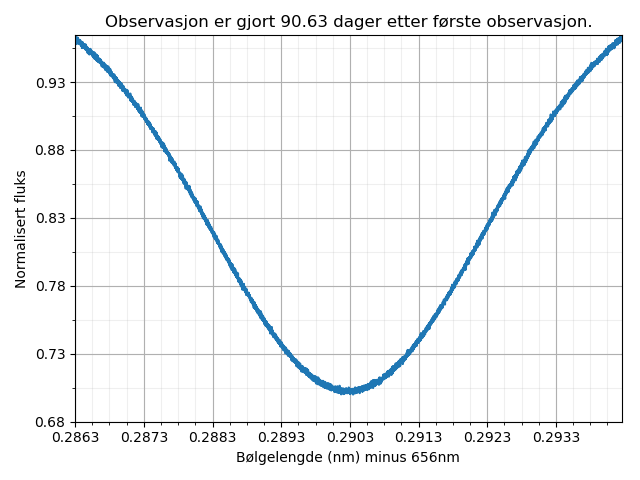 Observasjon er gjort 90.63 dager etter første observasjon.
Normalisert fluks
0.93
0.88
0.83
0.78
0.73
0.68
0.2863 0.2873 0.2883 0.2893 0.2903 0.2913 0.2923 0.2933
Bølgelengde (nm) minus 656nm